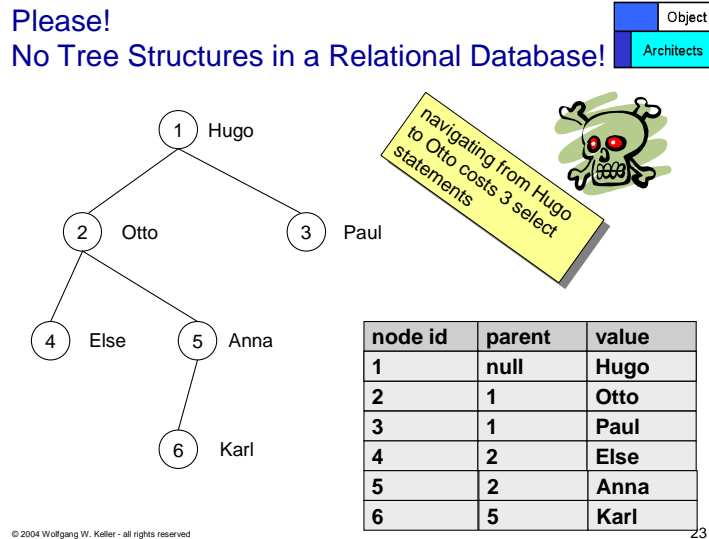 Please!
No Tree Structures in a Relational Database!
Object
Architects
1 Hugo
navigating from Hugo
to Otto costs 3 select
statements
2 Otto
3 Paul
4 Else
5 Anna
6 Karl
node id parent value
1 null Hugo
2 1 Otto
3 1 Paul
4 2 Else
5 2 Anna
6 5 Karl
© 2004 Wolfgang W. Keller - all rights reserved
23